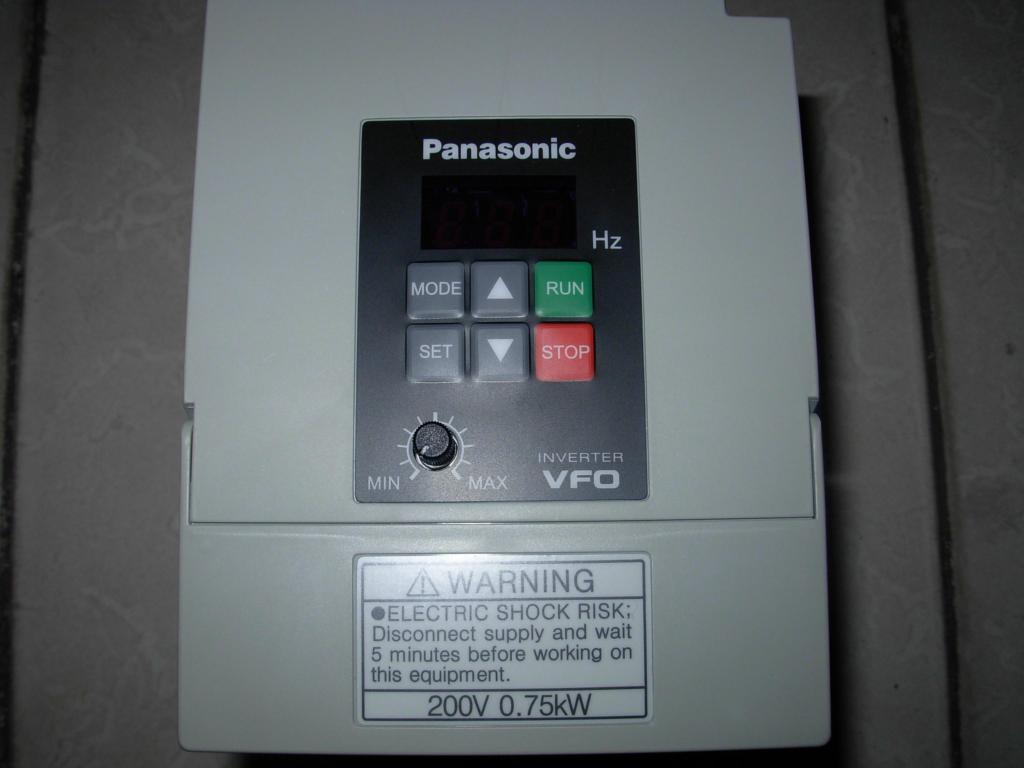 Panasonic
Hz
MODE ▲ RUN
SET ▼ STOP
MIN MAX
INVERTER
VFO
⚠ WARNING
●ELECTRIC SHOCK RISK;
Disconnect supply and wait
5 minutes before working on
this equipment.
200V 0.75kW